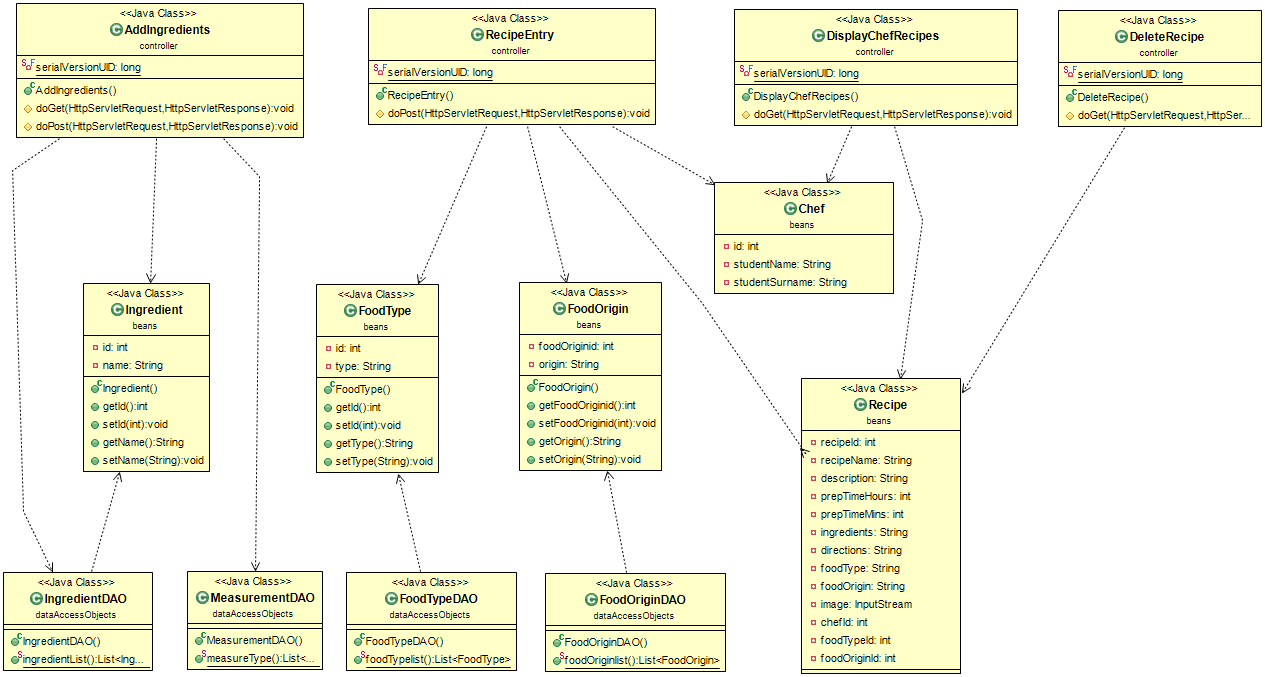 <<Java Class>>
AddIngredients
controller
serialVersionUID: long
AddIngredients()
doGet(HttpServletRequest,HttpServletResponse):void
doPost(HttpServletRequest,HttpServletResponse):void
<<Java Class>>
RecipeEntry
controller
serialVersionUID: long
RecipeEntry()
doPost(HttpServletRequest,HttpServletResponse):void
<<Java Class>>
DisplayChefRecipes
controller
serialVersionUID: long
DisplayChefRecipes()
doGet(HttpServletRequest,HttpServletResponse):void
<<Java Class>>
DeleteRecipe
controller
serialVersionUID: long
DeleteRecipe()
doGet(HttpServletRequest,HttpSer...
<<Java Class>>
Chef
beans
id: int
studentName: String
studentSurname: String
<<Java Class>>
Ingredient
beans
id: int
name: String
Ingredient()
getId():int
setId(int):void
getName():String
setName(String):void
<<Java Class>>
FoodType
beans
id: int
type: String
FoodType()
getId():int
setId(int):void
getType():String
setType(String):void
<<Java Class>>
FoodOrigin
beans
foodOriginid: int
origin: String
FoodOrigin()
getFoodOriginid():int
setFoodOriginid(int):void
getOrigin():String
setOrigin(String):void
<<Java Class>>
Recipe
beans
recipeId: int
recipeName: String
description: String
prepTimeHours: int
prepTimeMins: int
ingredients: String
directions: String
foodType: String
foodOrigin: String
image: InputStream
chefId: int
foodTypeId: int
foodOriginId: int
<<Java Class>>
IngredientDAO
dataAccessObjects
IngredientDAO()
ingredientList():List<Ing...
<<Java Class>>
MeasurementDAO
dataAccessObjects
MeasurementDAO()
measureType():List<...
<<Java Class>>
FoodTypeDAO
dataAccessObjects
FoodTypeDAO()
foodTypelist():List<FoodType>
<<Java Class>>
FoodOriginDAO
dataAccessObjects
FoodOriginDAO()
foodOriginlist():List<FoodOrigin>